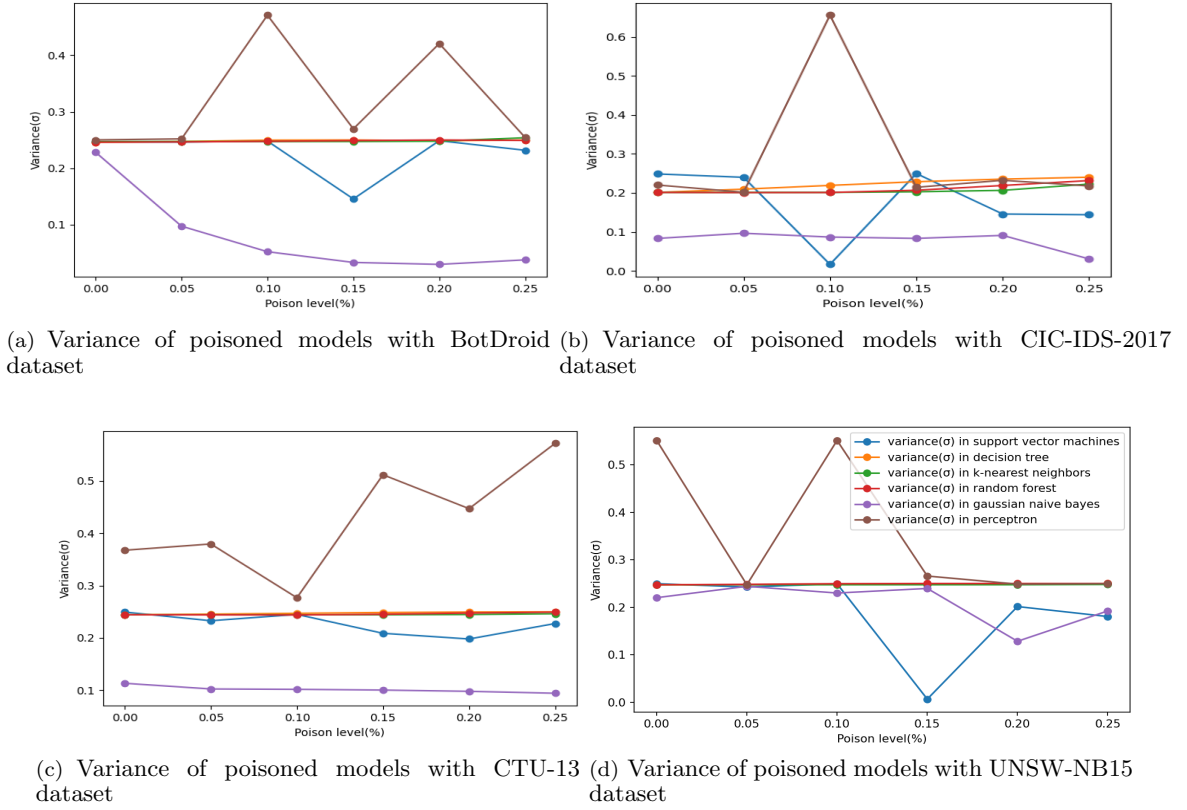 0.4
0.3
0.2
0.1
Variance(σ)
0.00 0.05 0.10 0.15 0.20 0.25
Poison level(%)
(a) Variance of poisoned models with BotDroid
dataset
0.6
0.5
0.4
0.3
0.2
0.1
0.0
Variance(σ)
0.00 0.05 0.10 0.15 0.20 0.25
Poison level(%)
(b) Variance of poisoned models with CIC-IDS-2017
dataset
0.5
0.4
0.3
0.2
0.1
Variance(σ)
0.00 0.05 0.10 0.15 0.20 0.25
Poison level(%)
(c) Variance of poisoned models with CTU-13
dataset
0.5
0.4
0.3
0.2
0.1
0.0
Variance(σ)
variance(σ) in support vector machines
variance(σ) in decision tree
variance(σ) in k-nearest neighbors
variance(σ) in random forest
variance(σ) in gaussian naive bayes
variance(σ) in perceptron
0.00 0.05 0.10 0.15 0.20 0.25
Poison level(%)
(d) Variance of poisoned models with UNSW-NB15
dataset